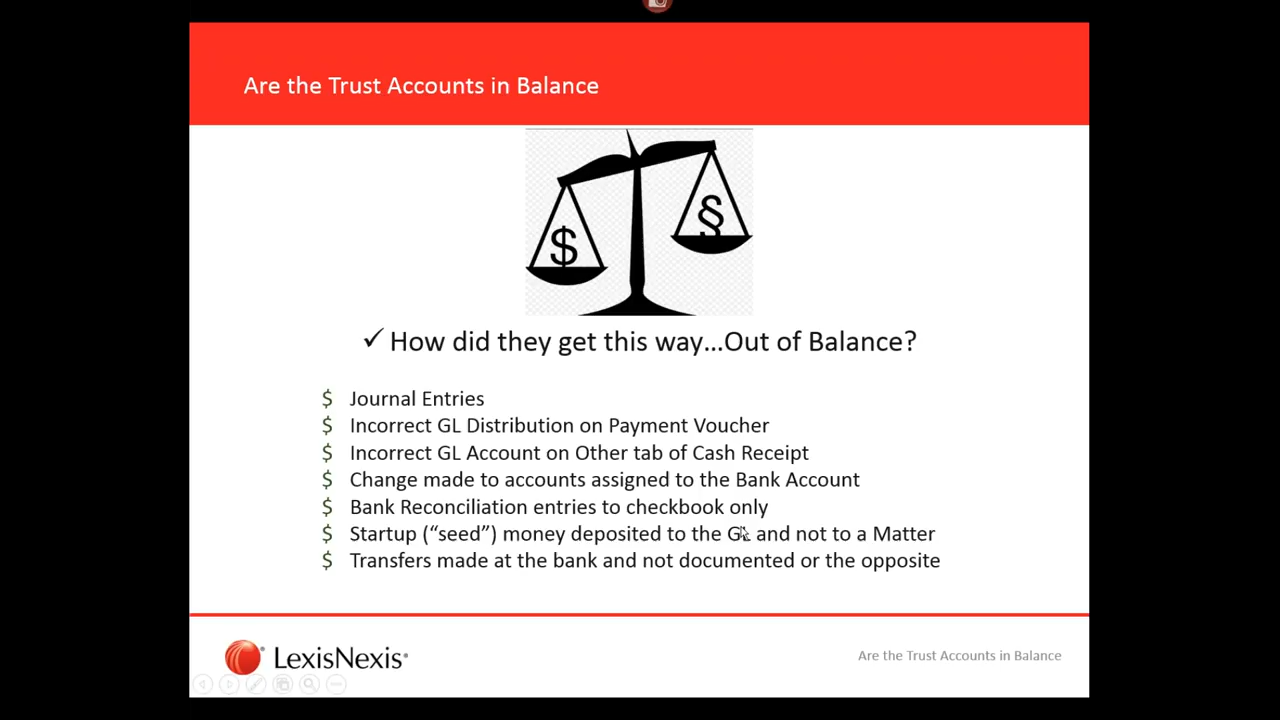 Are the Trust Accounts in Balance
$
§
✓ How did they get this way...Out of Balance?
$ Journal Entries
$ Incorrect GL Distribution on Payment Voucher
$ Incorrect GL Account on Other tab of Cash Receipt
$ Change made to accounts assigned to the Bank Account
$ Bank Reconciliation entries to checkbook only
$ Startup (“seed”) money deposited to the GL and not to a Matter
$ Transfers made at the bank and not documented or the opposite
LexisNexis®
Are the Trust Accounts in Balance